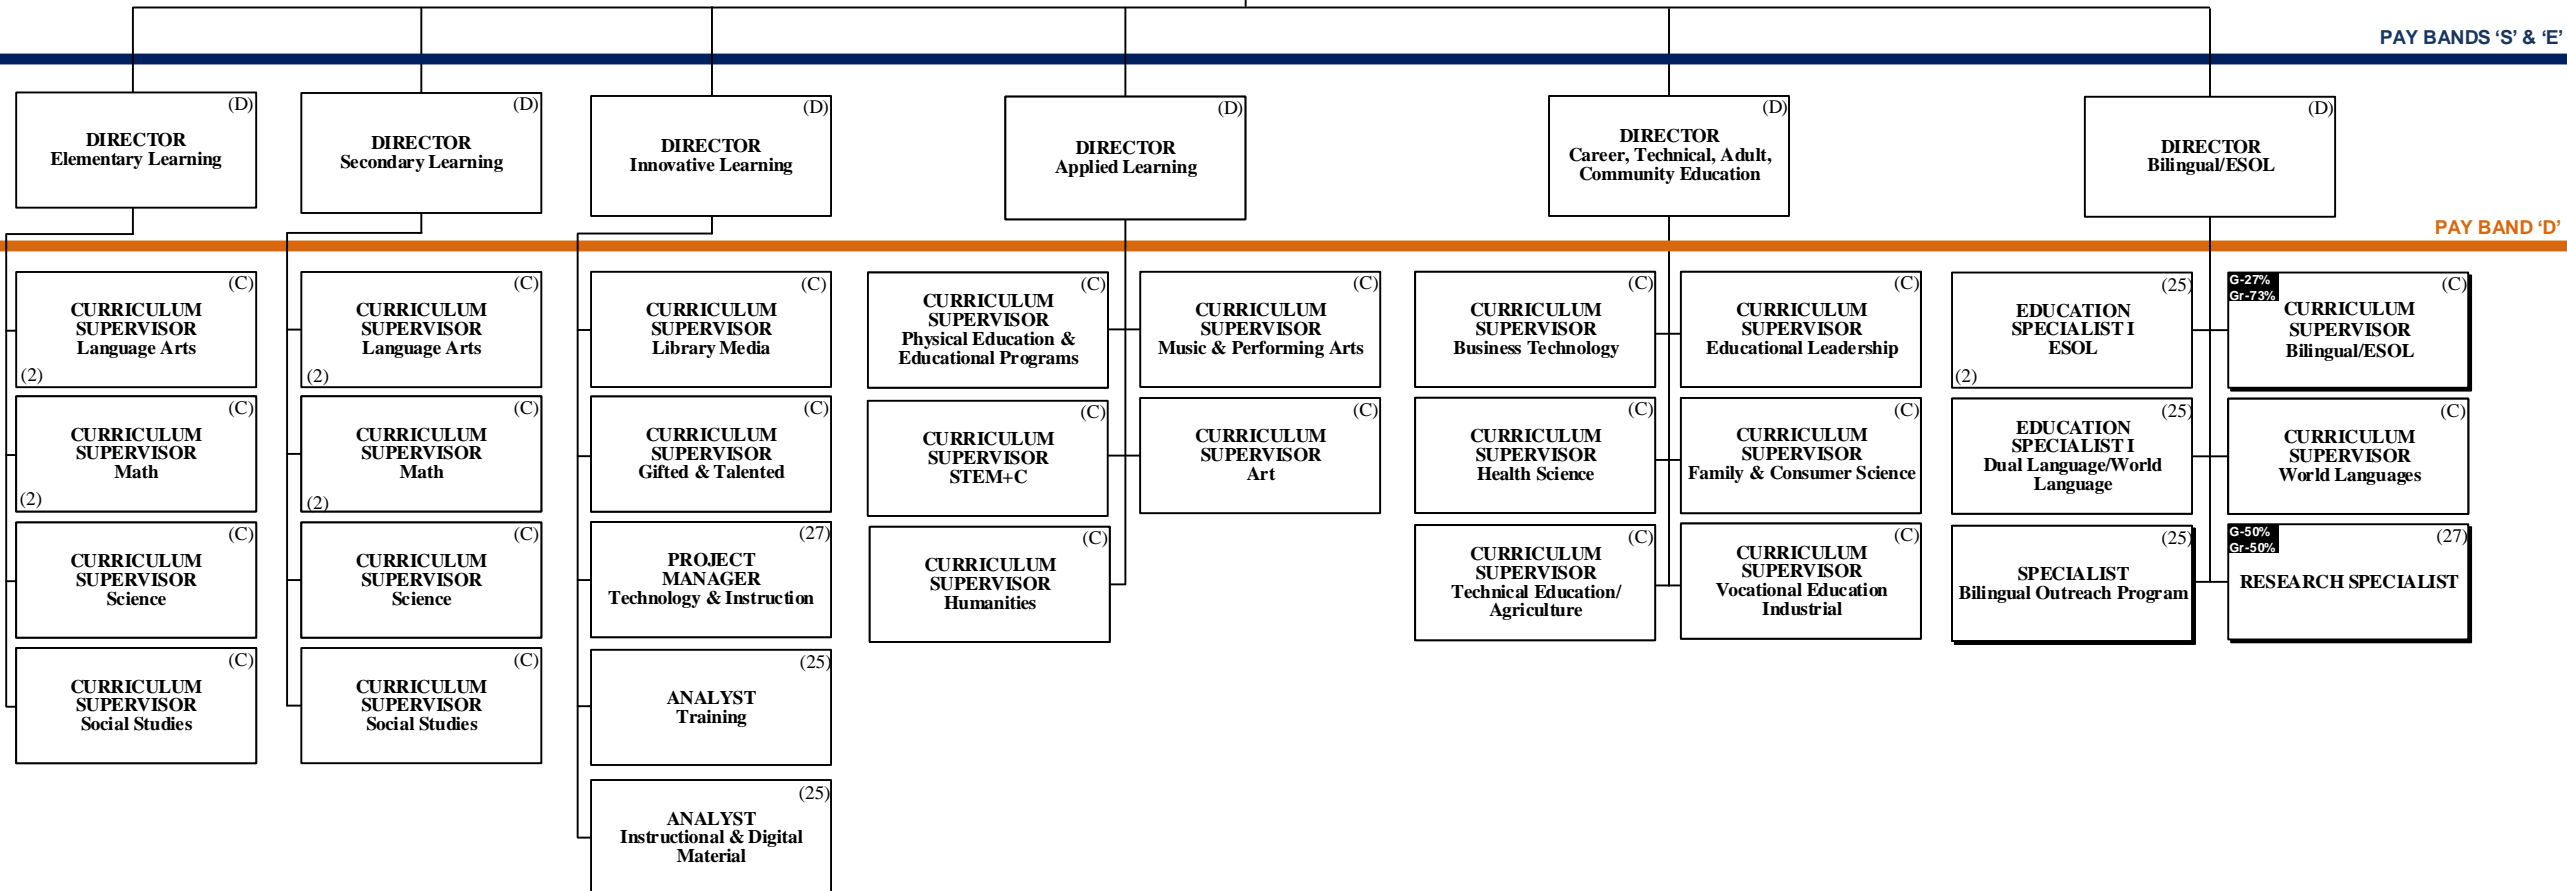 PAY BANDS ‘S’ & ‘E’
(D)
DIRECTOR
Elementary Learning
(D)
DIRECTOR
Secondary Learning
(D)
DIRECTOR
Innovative Learning
(D)
DIRECTOR
Applied Learning
(D)
DIRECTOR
Career, Technical, Adult,
Community Education
(D)
DIRECTOR
Bilingual/ESOL
PAY BAND ‘D’
(C)
CURRICULUM
SUPERVISOR
Language Arts
(2)
(C)
CURRICULUM
SUPERVISOR
Math
(2)
(C)
CURRICULUM
SUPERVISOR
Science
(C)
CURRICULUM
SUPERVISOR
Social Studies
(C)
CURRICULUM
SUPERVISOR
Language Arts
(2)
(C)
CURRICULUM
SUPERVISOR
Math
(2)
(C)
CURRICULUM
SUPERVISOR
Science
(C)
CURRICULUM
SUPERVISOR
Social Studies
(C)
CURRICULUM
SUPERVISOR
Library Media
(C)
CURRICULUM
SUPERVISOR
Gifted & Talented
(27)
PROJECT
MANAGER
Technology & Instruction
(25)
ANALYST
Training
(25)
ANALYST
Instructional & Digital
Material
(C)
CURRICULUM
SUPERVISOR
Physical Education &
Educational Programs
(C)
CURRICULUM
SUPERVISOR
Music & Performing Arts
(C)
CURRICULUM
SUPERVISOR
STEM+C
(C)
CURRICULUM
SUPERVISOR
Art
(C)
CURRICULUM
SUPERVISOR
Humanities
(C)
CURRICULUM
SUPERVISOR
Business Technology
(C)
CURRICULUM
SUPERVISOR
Educational Leadership
(C)
CURRICULUM
SUPERVISOR
Health Science
(C)
CURRICULUM
SUPERVISOR
Family & Consumer Science
(C)
CURRICULUM
SUPERVISOR
Technical Education/
Agriculture
(C)
CURRICULUM
SUPERVISOR
Vocational Education
Industrial
(25)
EDUCATION
SPECIALIST I
ESOL
(2)
G-27%
Gr-73%
(C)
CURRICULUM
SUPERVISOR
Bilingual/ESOL
(25)
EDUCATION
SPECIALIST I
Dual Language/World
Language
(C)
CURRICULUM
SUPERVISOR
World Languages
(25)
SPECIALIST
Bilingual Outreach Program
G-50%
Gr-50%
(27)
RESEARCH SPECIALIST